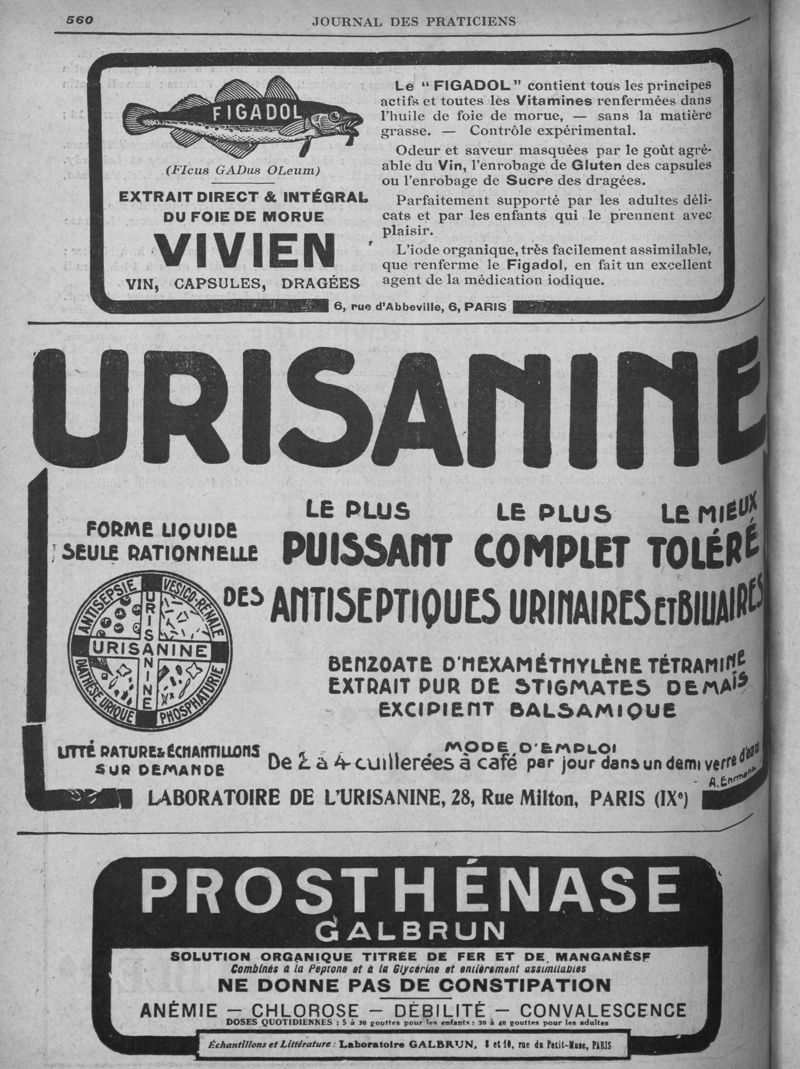 560
JOURNAL DES PRATICIENS
FIGADOL
(FIcus GADus OLeum)
EXTRAIT DIRECT & INTÉGRAL
DU FOIE DE MORUE
VIVIEN
VIN, CAPSULES, DRAGÉES
Le “ FIGADOL ” contient tous les principes
actifs et toutes les Vitamines renfermées dans
l'huile de foie de morue, — sans la matière
grasse. — Contrôle expérimental.
Odeur et saveur masquées par le goût agré-
able du Vin, l'enrobage de Gluten des capsules
ou l'enrobage de Sucre des dragées.
Parfaitement supporté par les adultes déli-
cats et par les enfants qui le prennent avec
plaisir.
L'iode organique, très facilement assimilable,
que renferme le Figadol, en fait un excellent
agent de la médication iodique.
6, rue d'Abbeville, 6, PARIS
URISANINE
FORME LIQUIDE
SEULE RATIONNELLE
LE PLUS
PUISSANT
LE PLUS
COMPLET
LE MIEUX
TOLÉRÉ
DES ANTISEPTIQUES URINAIRES ET BILIAIRES
ANTISEPSIE VESICO-RÉNALE
URISANINE
URISANINE
DIATHÈSE URIQUE PHOSPHATURIE
BENZOATE D'HEXAMÉTHYLÈNE TÉTRAMINE
EXTRAIT PUR DE STIGMATES DE MAÏS
EXCIPIENT BALSAMIQUE
LITTÉRATURE & ÉCHANTILLONS
SUR DEMANDE
MODE D'EMPLOI
De 2 à 4 cuillerées à café par jour dans un demi verre d'eau
A. Ehrmann
LABORATOIRE DE L'URISANINE, 28, Rue Milton, PARIS (IXe)
PROSTHÉNASE
GALBRUN
SOLUTION ORGANIQUE TITRÉE DE FER ET DE MANGANÈSE
Combinés à la Peptone et à la Glycérine et entièrement assimilables
NE DONNE PAS DE CONSTIPATION
ANÉMIE — CHLOROSE — DÉBILITÉ — CONVALESCENCE
DOSES QUOTIDIENNES : 5 à 20 gouttes pour les enfants : 20 à 40 gouttes pour les adultes
Échantillons et Littérature : Laboratoire GALBRUN, 8 et 10, rue du Petit-Musc, PARIS